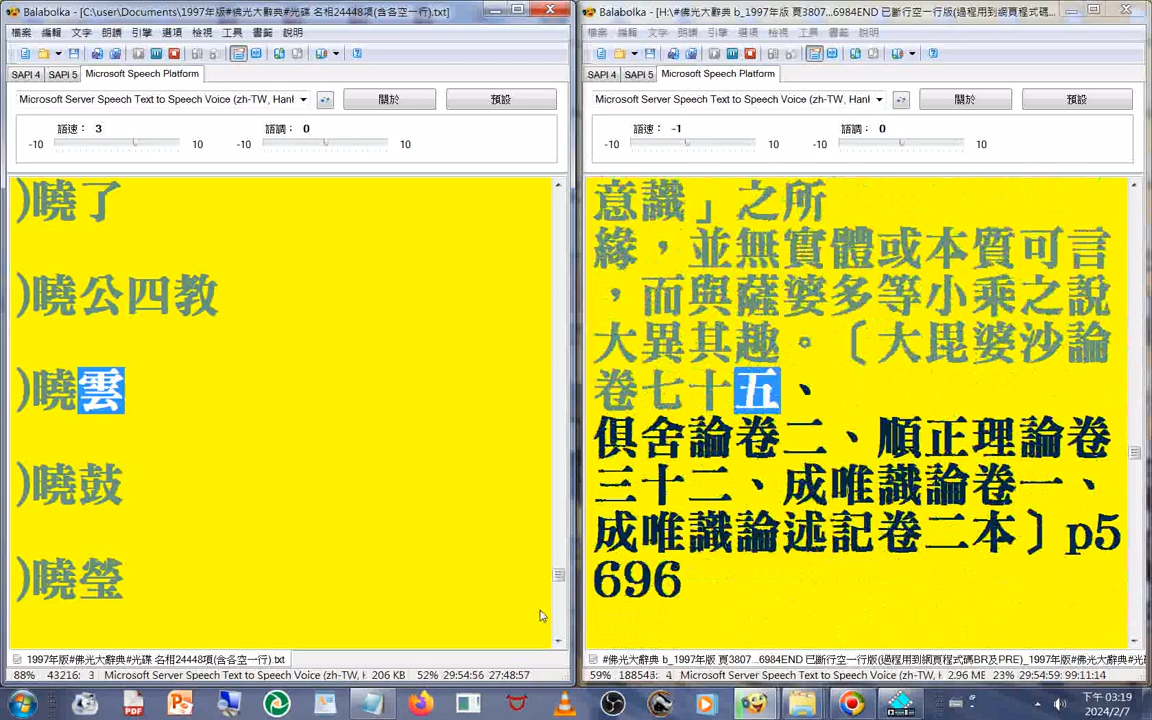 Balabolka - [C:\user\Documents\1997年版#佛光大辭典#光碟 名相24448項(含各空一行).txt]
檔案 編輯 文字 朗讀 引擎 選項 檢視 工具 書籤 說明
SAPI 4 SAPI 5 Microsoft Speech Platform
Microsoft Server Speech Text to Speech Voice (zh-TW, Hanl 關於 預設
語速： 3 語調： 0
-10 10 -10 10
)曉了
)曉公四教
)曉雲
)曉鼓
)曉瑩
1997年版#佛光大辭典#光碟 名相24448項(含各空一行).txt
88% 43216: 3 Microsoft Server Speech Text to Speech Voice (zh-TW, H 206 KB 52% 29:54:56 27:48:57
Balabolka - [H:\#佛光大辭典 b_1997年版 頁3807...6984END 已斷行空一行版(過程用到網頁程式碼...
檔案 編輯 文字 朗讀 引擎 選項 檢視 工具 書籤 說明
SAPI 4 SAPI 5 Microsoft Speech Platform
Microsoft Server Speech Text to Speech Voice (zh-TW, Hanl 關於 預設
語速： -1 語調： 0
-10 10 -10 10
意識」之所
緣，並無實體或本質可言
，而與薩婆多等小乘之說
大異其趣。〔大毘婆沙論
卷七十五、
俱舍論卷二、順正理論卷
三十二、成唯識論卷一、
成唯識論述記卷二本〕p5
696
#佛光大辭典 b_1997年版 頁3807...6984END 已斷行空一行版(過程用到網頁程式碼BR及PRE)_1997年版#光
59% 188543: 4 Microsoft Server Speech Text to Speech Voice (zh-TW, H 2.96 ME 23% 29:54:59: 99:11:14
下午 03:19
2024/2/7